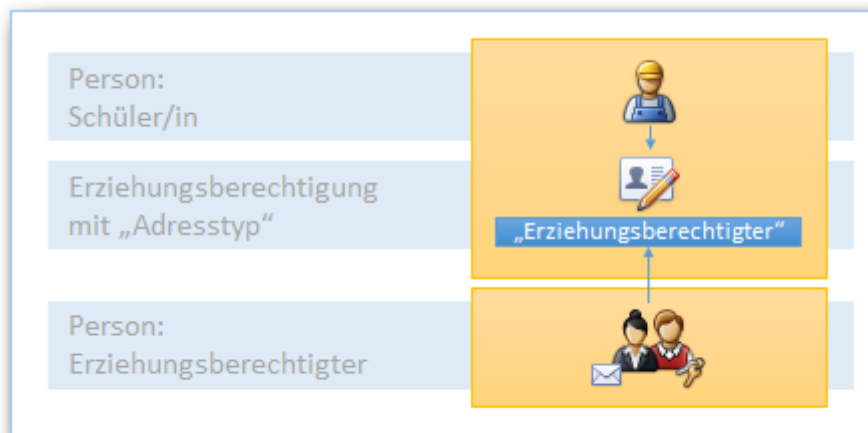 Person:
Schüler/in
Erziehungsberechtigung
mit „Adresstyp“
„Erziehungsberechtigter“
Person:
Erziehungsberechtigter